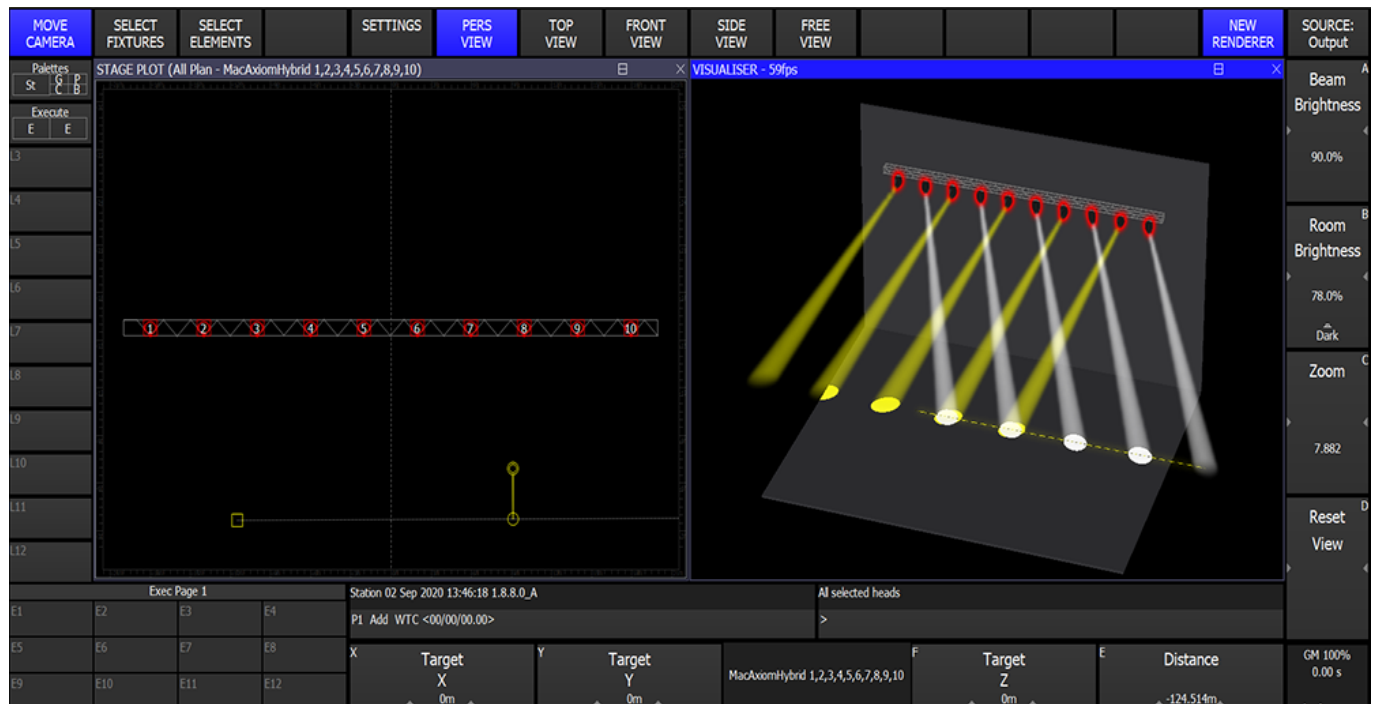 MOVE
CAMERA
SELECT
FIXTURES
SELECT
ELEMENTS
SETTINGS
PERS
VIEW
TOP
VIEW
FRONT
VIEW
SIDE
VIEW
FREE
VIEW
NEW
RENDERER
SOURCE:
Output
Palettes
St
G P
C B
Execute
E E
L3
L4
L5
L6
L7
L8
L9
L10
L11
L12
STAGE PLOT (All Plan - MacAxiomHybrid 1,2,3,4,5,6,7,8,9,10)
1 2 3 4 5 6 7 8 9 10
VISUALISER - 59fps
A
Beam
Brightness
90.0%
B
Room
Brightness
78.0%
Dark
C
Zoom
7.882
D
Reset
View
Exec Page 1
E1 E2 E3 E4
E5 E6 E7 E8
E9 E10 E11 E12
Station 02 Sep 2020 13:46:18 1.8.8.0_A
P1 Add WTC <00/00/00.00>
All selected heads
>
X
Target
X
0m
Y
Target
Y
0m
MacAxiomHybrid 1,2,3,4,5,6,7,8,9,10
F
Target
Z
0m
E
Distance
-124.514m
GM 100%
0.00 s